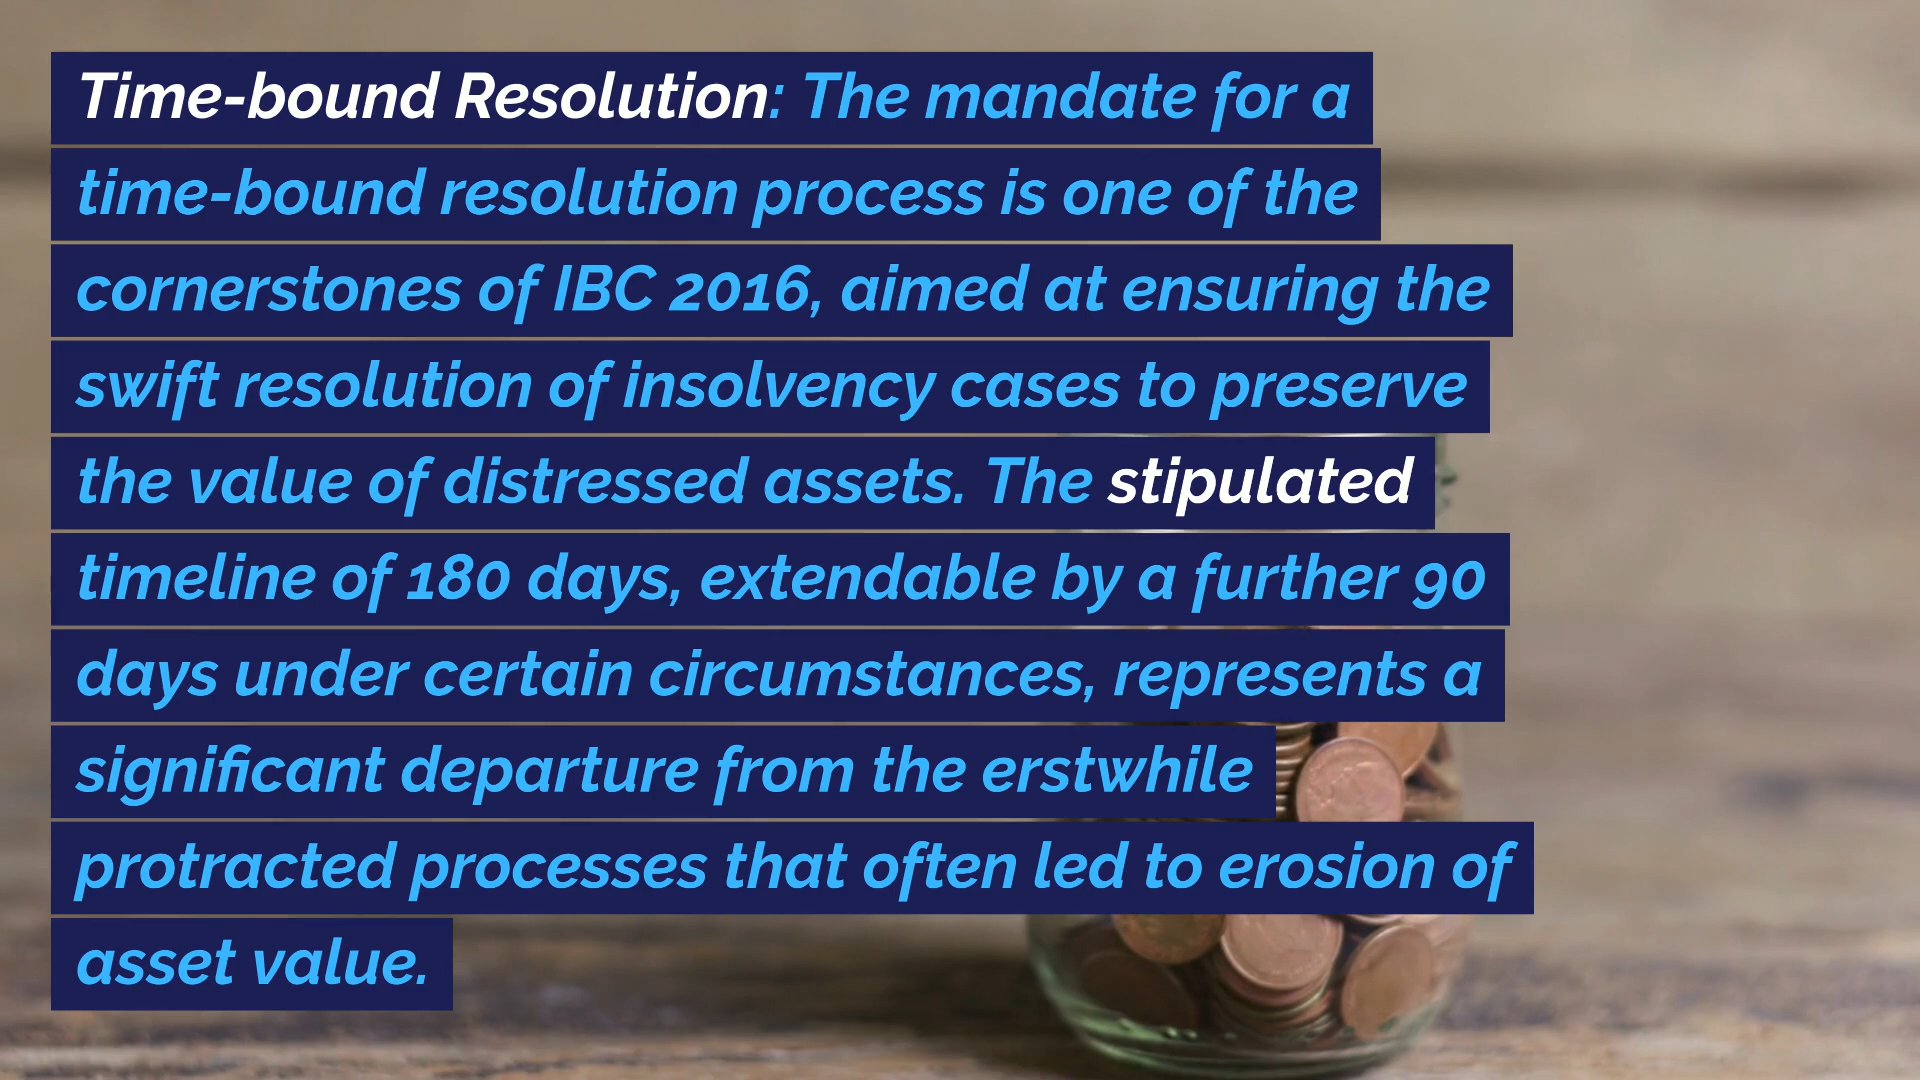 Time-bound Resolution: The mandate for a
time-bound resolution process is one of the
cornerstones of IBC 2016, aimed at ensuring the
swift resolution of insolvency cases to preserve
the value of distressed assets. The stipulated
timeline of 180 days, extendable by a further 90
days under certain circumstances, represents a
significant departure from the erstwhile
protracted processes that often led to erosion of
asset value.